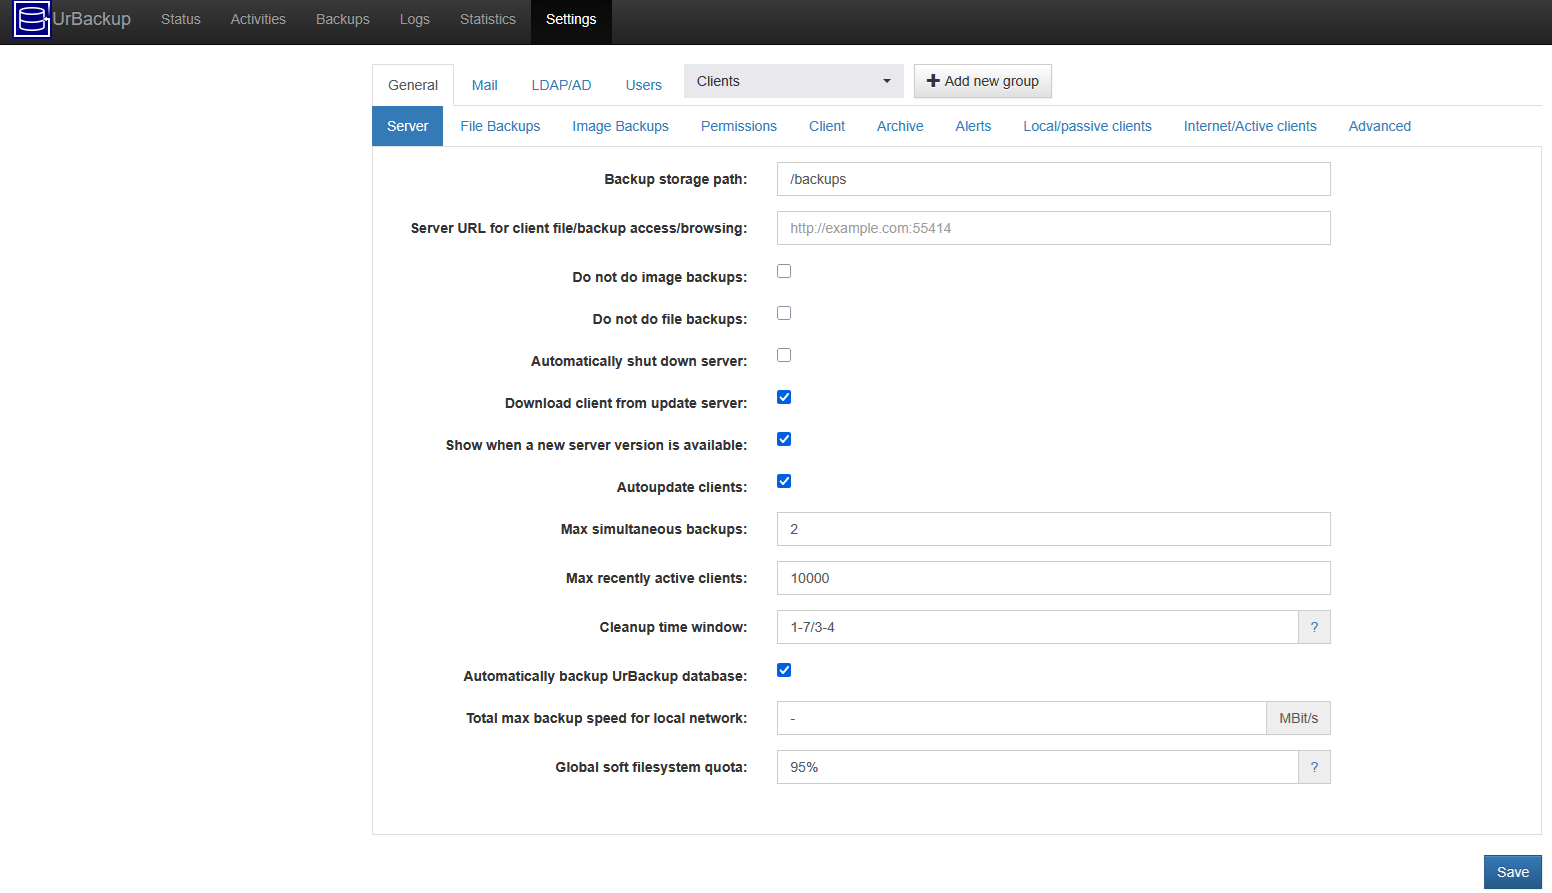 UrBackup Status Activities Backups Logs Statistics Settings
General Mail LDAP/AD Users Clients Add new group
Server File Backups Image Backups Permissions Client Archive Alerts Local/passive clients Internet/Active clients Advanced
Backup storage path: /backups
Server URL for client file/backup access/browsing: http://example.com:55414
Do not do image backups:
Do not do file backups:
Automatically shut down server:
Download client from update server:
Show when a new server version is available:
Autoupdate clients:
Max simultaneous backups: 2
Max recently active clients: 10000
Cleanup time window: 1-7/3-4 ?
Automatically backup UrBackup database:
Total max backup speed for local network: - MBit/s
Global soft filesystem quota: 95% ?
Save